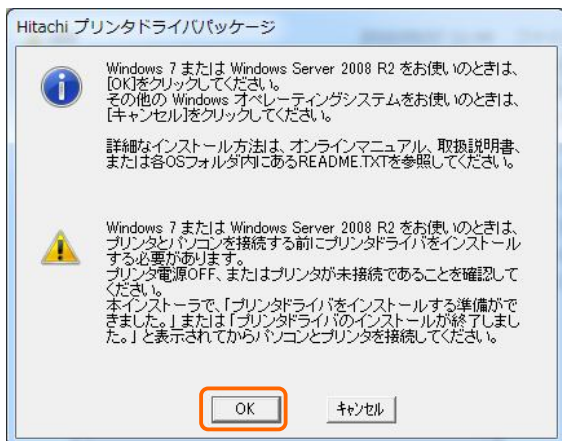 Hitachi プリンタドライバパッケージ
Windows 7 または Windows Server 2008 R2 をお使いのときは、
[OK]をクリックしてください。
その他の Windows オペレーティングシステムをお使いのときは、
[キャンセル]をクリックしてください。
詳細なインストール方法は、オンラインマニュアル、取扱説明書、
または各OSフォルダ内にあるREADME.TXTを参照してください。
Windows 7 または Windows Server 2008 R2 をお使いのときは、
プリンタとパソコンを接続する前にプリンタドライバをインストール
する必要があります。
プリンタ電源OFF、またはプリンタが未接続であることを確認して
ください。
本インストーラで、「プリンタドライバをインストールする準備がで
きました。」または「プリンタドライバのインストールが終了しまし
た。」と表示されてからパソコンとプリンタを接続してください。
OK
キャンセル